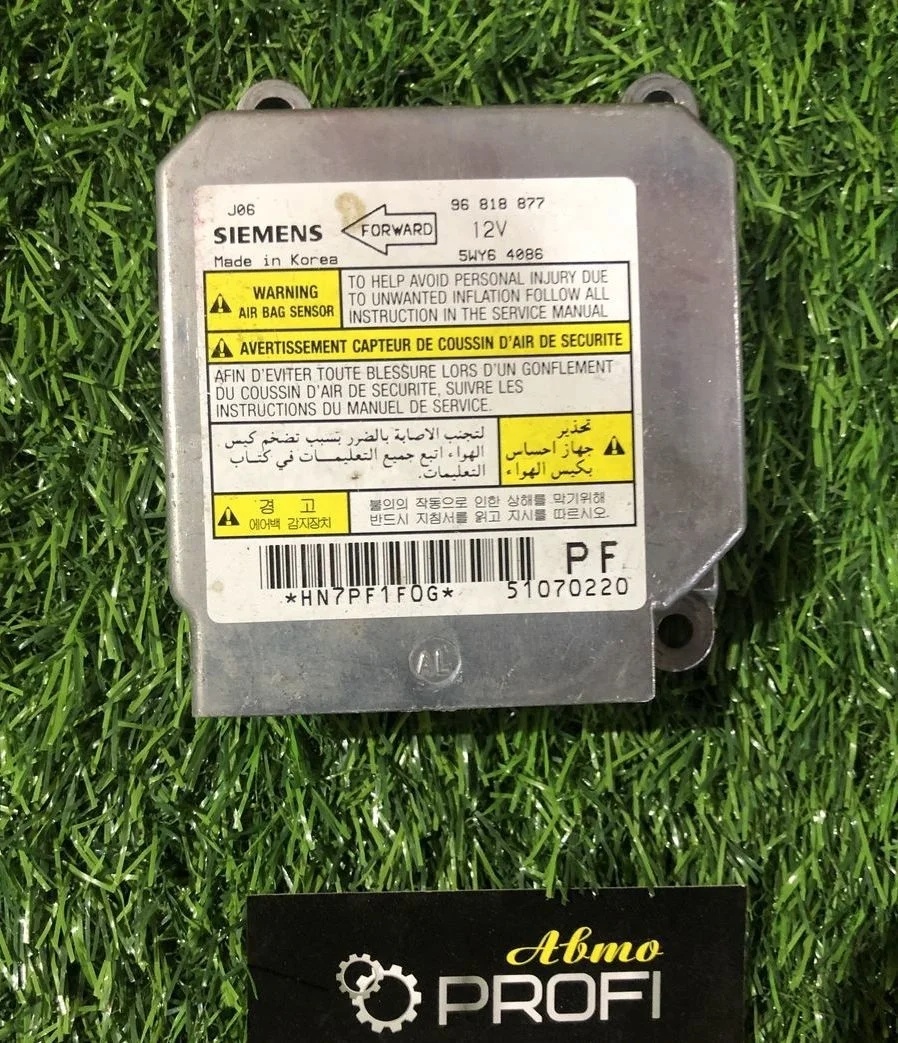 J06
SIEMENS
Made in Korea
FORWARD
96 818 877
12V
5WY6 4086
WARNING
AIR BAG SENSOR
TO HELP AVOID PERSONAL INJURY DUE
TO UNWANTED INFLATION FOLLOW ALL
INSTRUCTION IN THE SERVICE MANUAL
AVERTISSEMENT CAPTEUR DE COUSSIN D'AIR DE SECURITE
AFIN D'EVITER TOUTE BLESSURE LORS D'UN GONFLEMENT
DU COUSSIN D'AIR DE SECURITE, SUIVRE LES
INSTRUCTIONS DU MANUEL DE SERVICE.
تحذير
جهاز احساس
بكيس الهواء
لتجنب الاصابة بالضرر بسبب تضخم كيس
الهواء اتبع جميع التعليمات في كتاب
التعليمات.
경 고
에어백 감지장치
불의의 작동으로 인한 상해를 막기위해
반드시 지침서를 읽고 지시를 따르시오.
PF
*HN7PF1F0G*
51070220
AL
Авто
PROFI